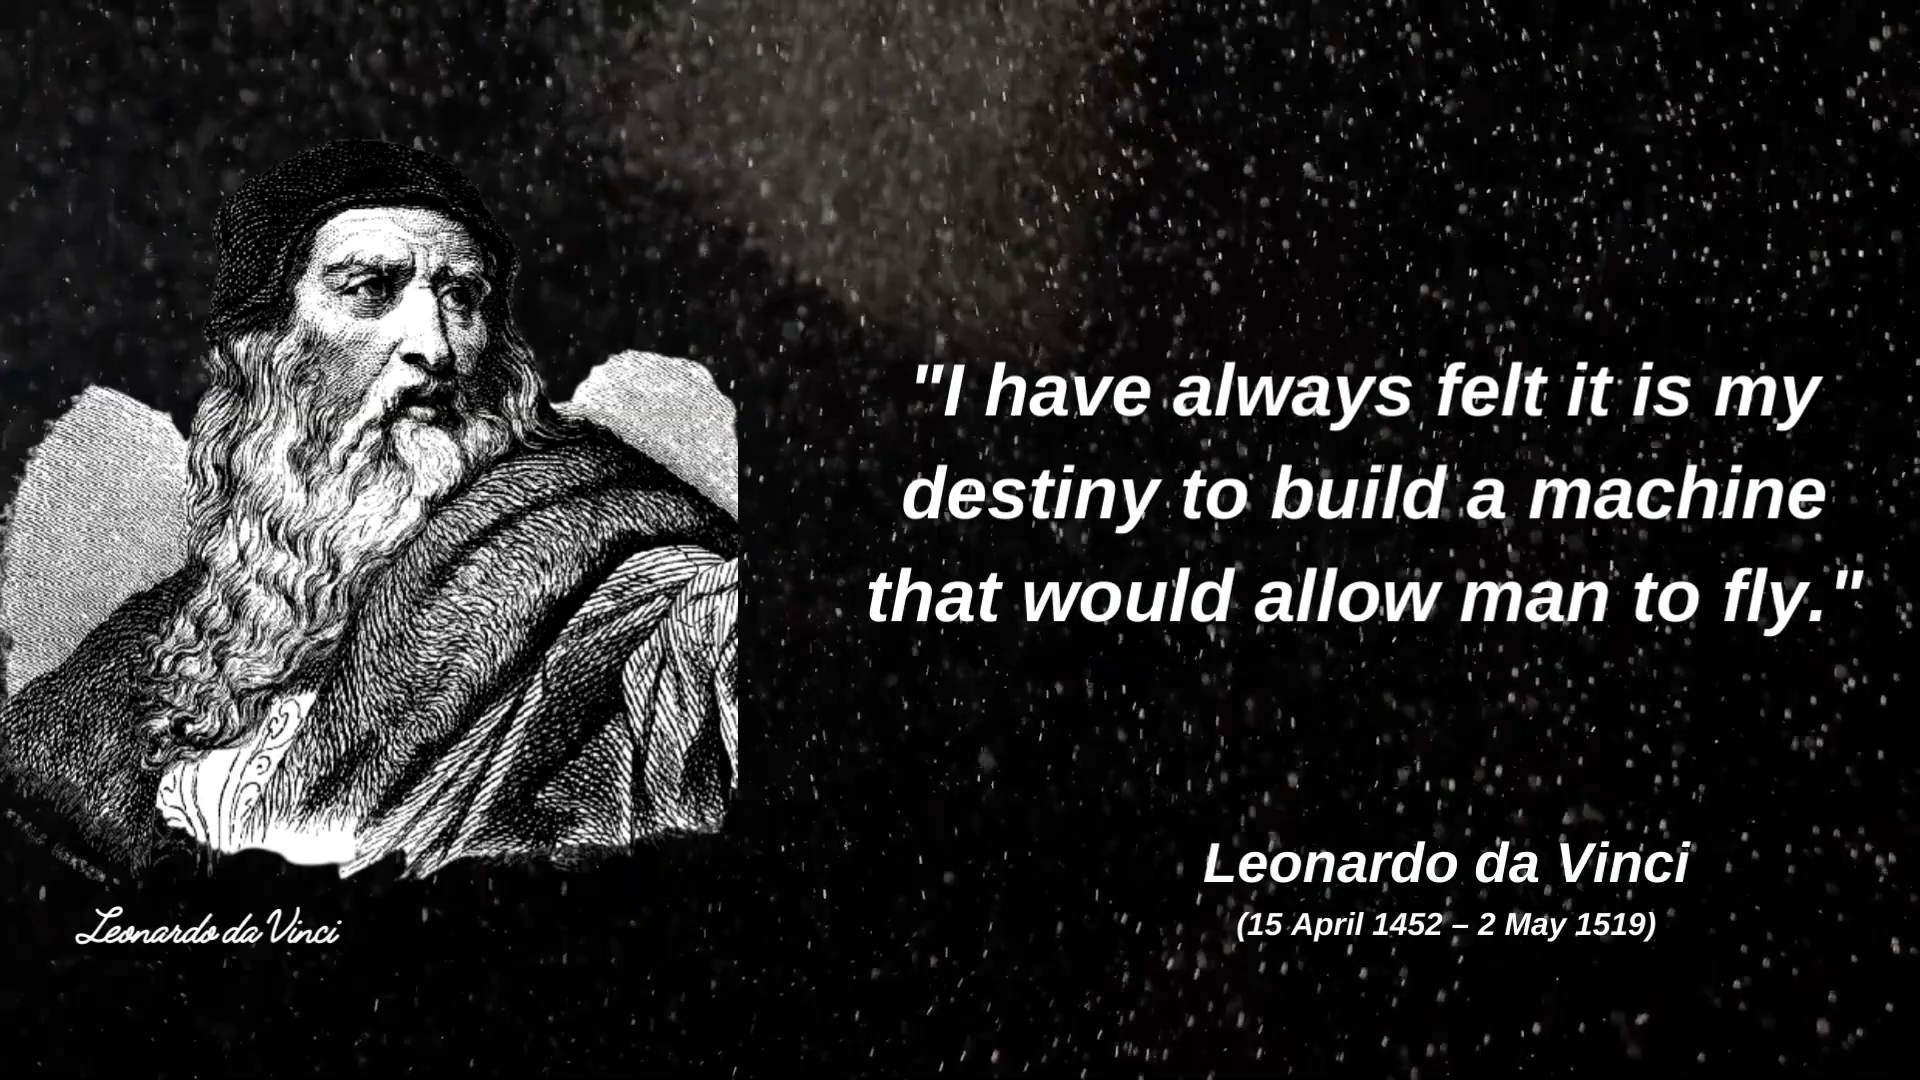 "I have always felt it is my
destiny to build a machine
that would allow man to fly."
Leonardo da Vinci
(15 April 1452 – 2 May 1519)
Leonardo da Vinci